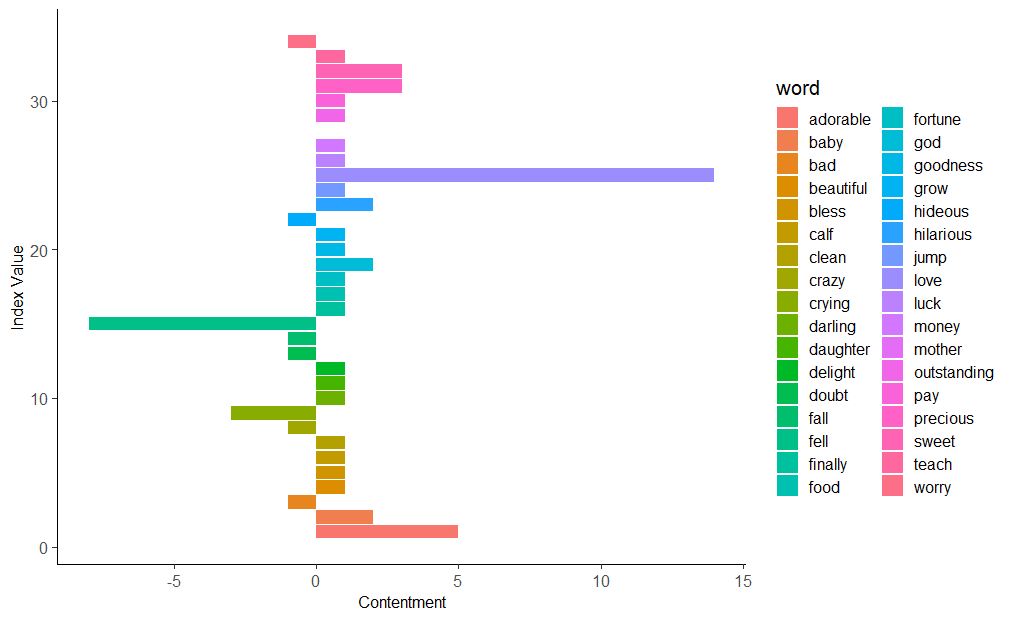 30
20
10
0
Index Value
-5
0
5
10
15
Contentment
word
adorable
baby
bad
beautiful
bless
calf
clean
crazy
crying
darling
daughter
delight
doubt
fall
fell
finally
food
fortune
god
goodness
grow
hideous
hilarious
jump
love
luck
money
mother
outstanding
pay
precious
sweet
teach
worry